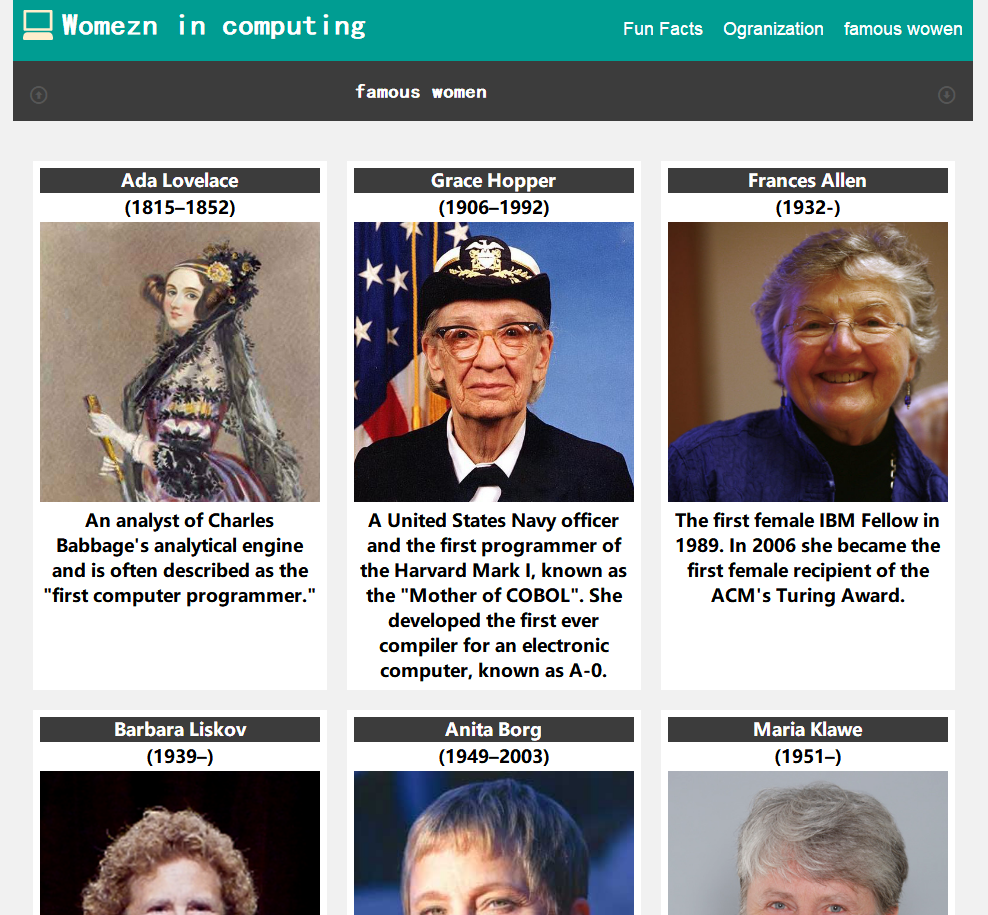 Womezn in computing
Fun Facts Ogranization famous wowen
famous women
Ada Lovelace
(1815–1852)
An analyst of Charles
Babbage's analytical engine
and is often described as the
"first computer programmer."
Grace Hopper
(1906–1992)
A United States Navy officer
and the first programmer of
the Harvard Mark I, known as
the "Mother of COBOL". She
developed the first ever
compiler for an electronic
computer, known as A-0.
Frances Allen
(1932-)
The first female IBM Fellow in
1989. In 2006 she became the
first female recipient of the
ACM's Turing Award.
Barbara Liskov
(1939–)
Anita Borg
(1949–2003)
Maria Klawe
(1951–)